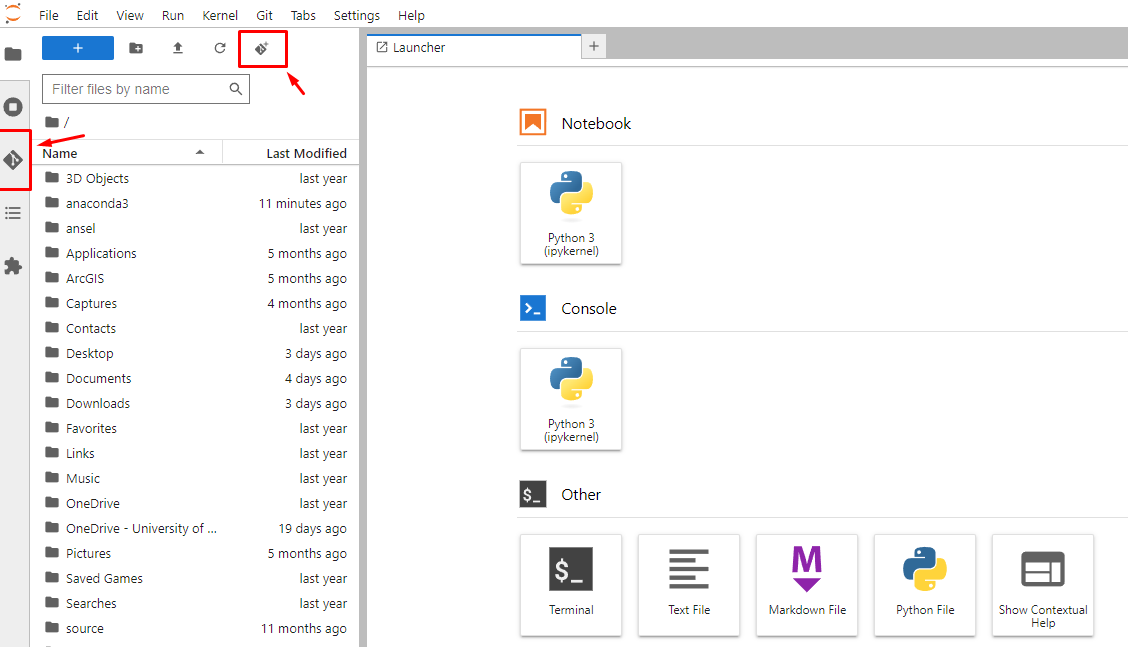 File Edit View Run Kernel Git Tabs Settings Help
+
Filter files by name
/
Launcher +
Name Last Modified
3D Objects last year
anaconda3 11 minutes ago
ansel last year
Applications 5 months ago
ArcGIS 5 months ago
Captures 4 months ago
Contacts last year
Desktop 3 days ago
Documents 4 days ago
Downloads 3 days ago
Favorites last year
Links last year
Music last year
OneDrive last year
OneDrive - University of ... 19 days ago
Pictures 5 months ago
Saved Games last year
Searches last year
source 11 months ago
Notebook
Python 3
(ipykernel)
>_ Console
Python 3
(ipykernel)
$_ Other
$_
Terminal
Text File
M
Markdown File
Python File
Show Contextual
Help